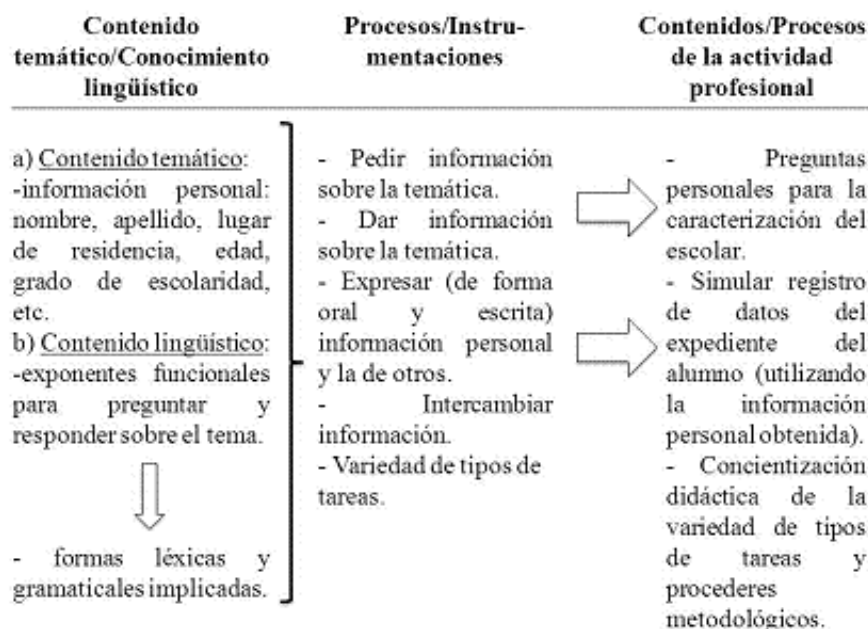 Contenido
temático/Conocimiento
lingüístico
Procesos/Instru-
mentaciones
Contenidos/Procesos
de la actividad
profesional
a) Contenido temático:
-información personal:
nombre, apellido, lugar
de residencia, edad,
grado de escolaridad,
etc.
b) Contenido lingüístico:
-exponentes funcionales
para preguntar y
responder sobre el tema.
- formas léxicas y
gramaticales implicadas.
- Pedir información
sobre la temática.
- Dar información
sobre la temática.
- Expresar (de forma
oral y escrita)
información personal
y la de otros.
- Intercambiar
información.
- Variedad de tipos de
tareas.
- Preguntas
personales para la
caracterización del
escolar.
- Simular registro
de datos del
expediente del
alumno (utilizando
la información
personal obtenida).
- Concientización
didáctica de la
variedad de tipos
de tareas y
procederes
metodológicos.